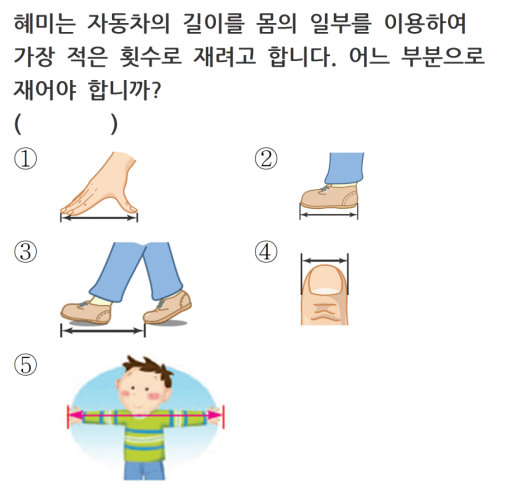 혜미는 자동차의 길이를 몸의 일부를 이용하여
가장 적은 횟수로 재려고 합니다. 어느 부분으로
재어야 합니까?
( )
① ②
③ ④
⑤